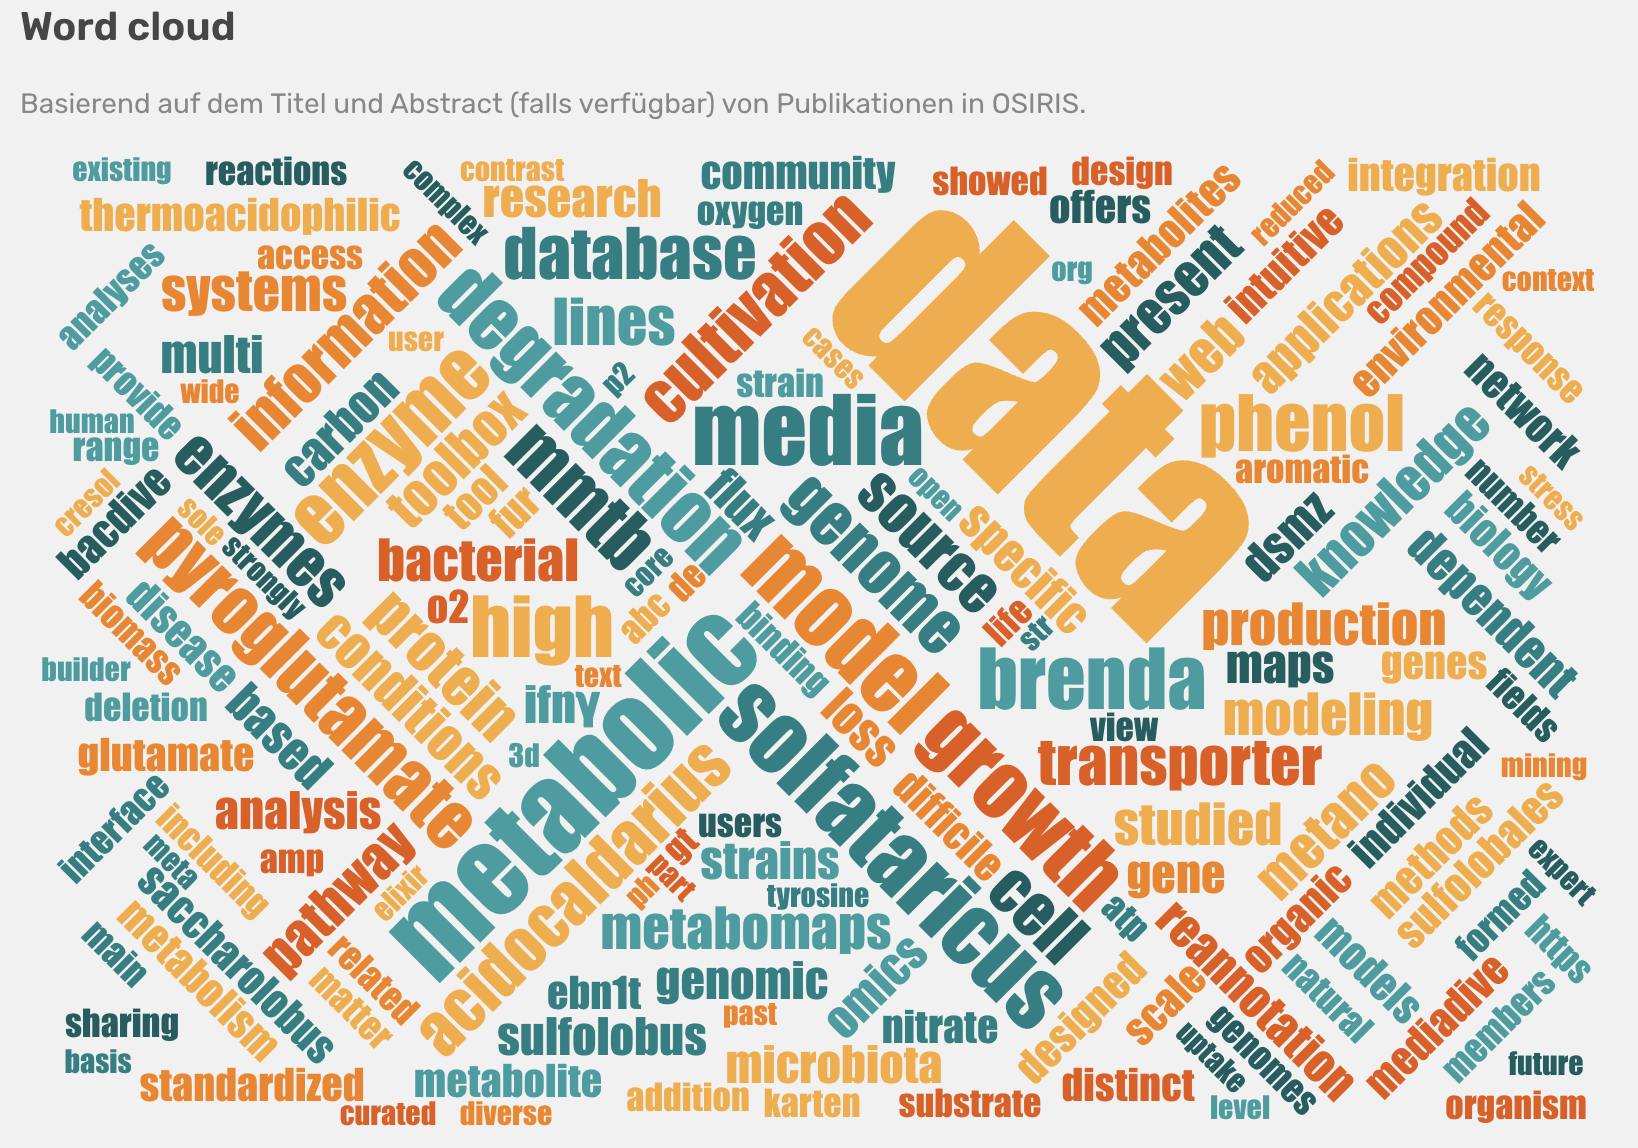 Word cloud
Basierend auf dem Titel und Abstract (falls verfügbar) von Publikationen in OSIRIS.
existing
reactions
complex
contrast
research
community
oxygen
showed
design
offers
metabolites
reduced
integration
thermoacidophilic
access
systems
analyses
information
database
cultivation
data
org
present
intuitive
applications
compound
environmental
context
response
multi
wide
provide
human
range
user
degradation
lines
p2
strain
cases
media
web
phenol
aromatic
network
knowledge
number
stress
biology
carbon
enzyme
toolbox
tool
fur
mmtb
flux
genome
source
open
specific
dsmz
dependent
cresol
bacdive
enzymes
sole
strongly
pyroglutamate
bacterial
core
de
abc
o2
high
protein
conditions
text
ifnγ
3d
model
binding
life
str
brenda
production
maps
genes
fields
modeling
view
transporter
biomass
disease
builder
deletion
based
glutamate
metabolic
solfataricus
loss
growth
difficile
studied
gene
metano
individual
mining
methods
sulfolobales
expert
interface
including
meta
analysis
amp
pathway
elixir
acidocaldarius
users
pgt
part
ph
strains
tyrosine
metabomaps
cell
atp
reannotation
organic
models
natural
formed
https
members
mediadive
main
metabolism
saccharolobus
related
matter
ebn1t
genomic
omics
past
sulfolobus
nitrate
designed
scale
genomes
uptake
sharing
basis
standardized
metabolite
microbiota
addition
karten
substrate
distinct
level
future
organism
curated
diverse